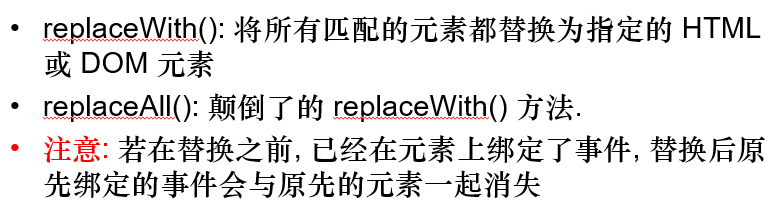 • replaceWith(): 将所有匹配的元素都替换为指定的 HTML
或 DOM 元素
• replaceAll(): 颠倒了的 replaceWith() 方法.
• 注意: 若在替换之前, 已经在元素上绑定了事件, 替换后原
先绑定的事件会与原先的元素一起消失